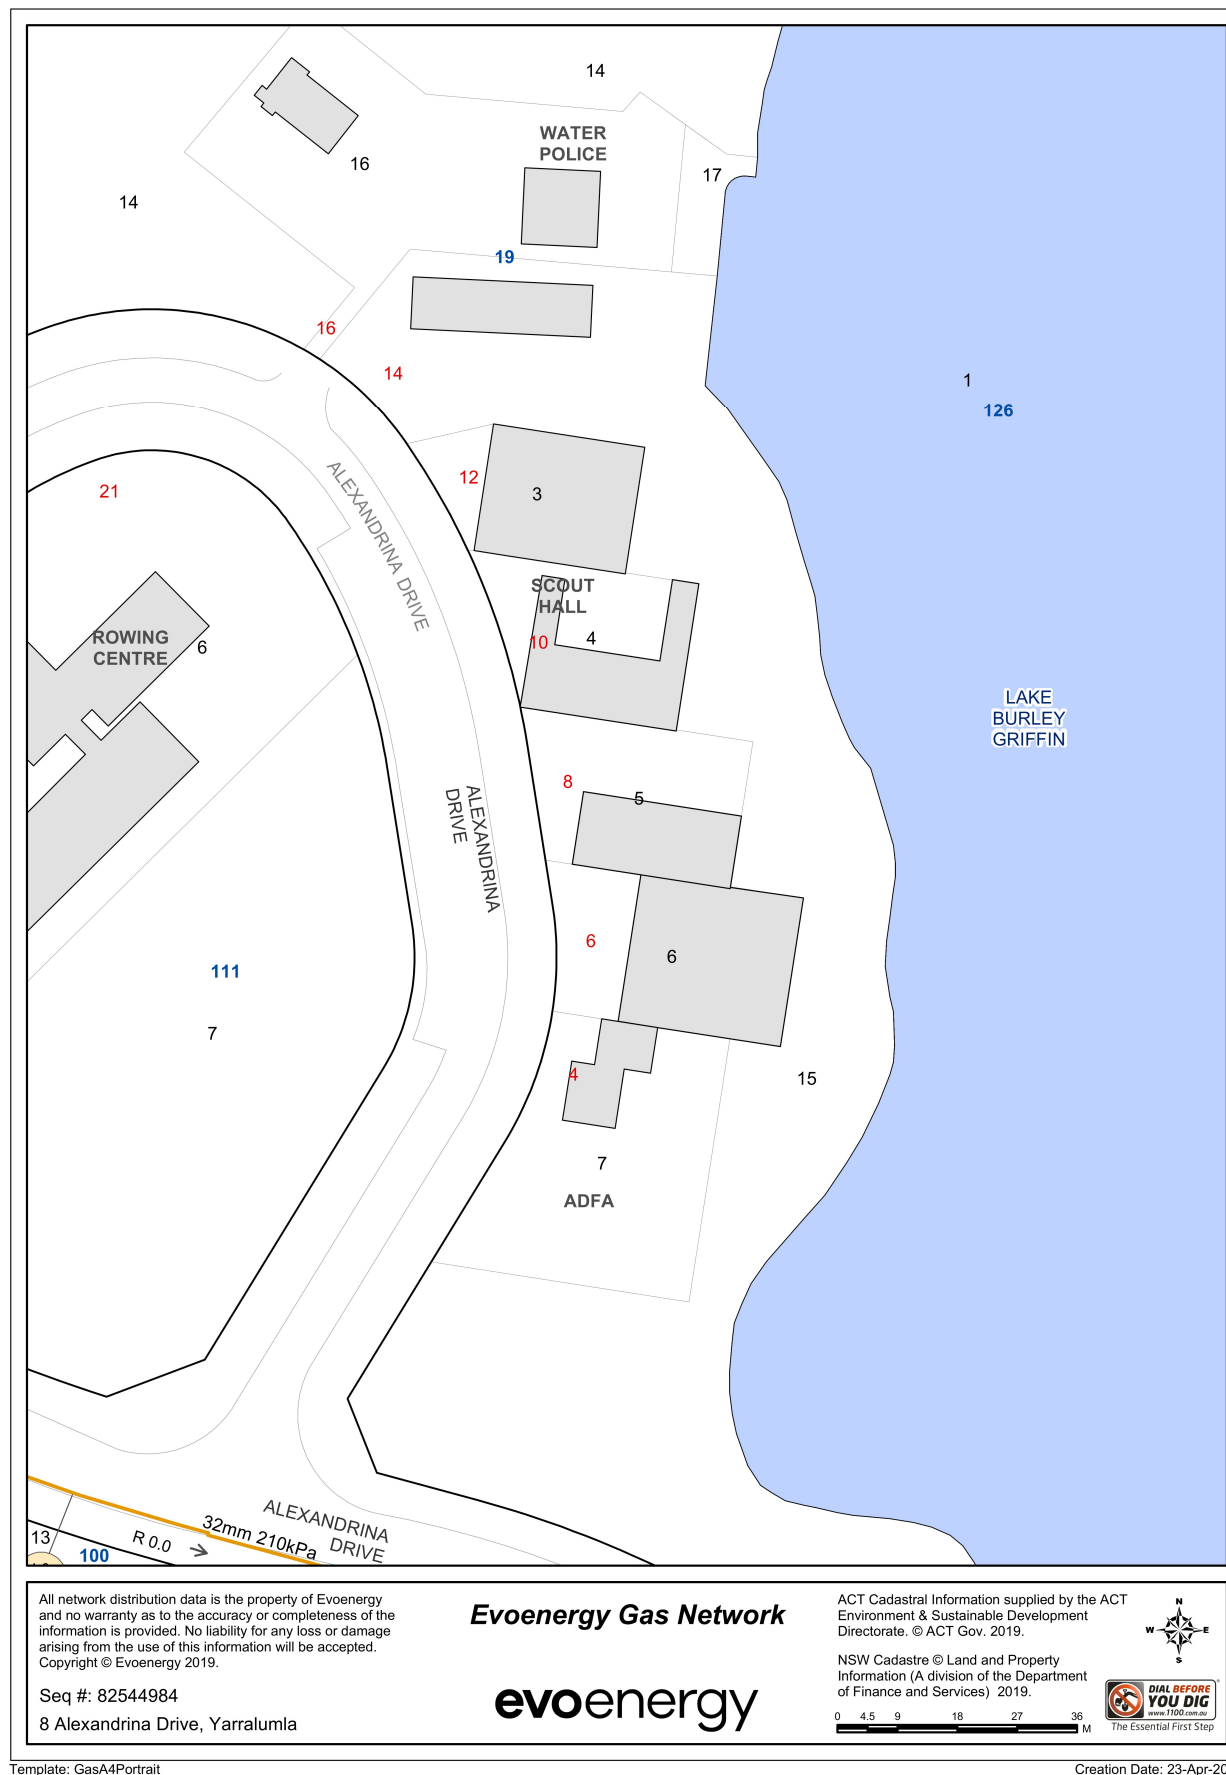 14
WATER
POLICE
16
17
14
19
16
14
1
126
12
21
3
ALEXANDRINA DRIVE
SCOUT
HALL
10
4
ROWING
CENTRE
6
LAKE
BURLEY
GRIFFIN
8
5
ALEXANDRINA
DRIVE
6
6
111
7
4
15
7
ADFA
ALEXANDRINA
DRIVE
32mm 210kPa
R 0.0
13
100
All network distribution data is the property of Evoenergy
and no warranty as to the accuracy or completeness of the
information is provided. No liability for any loss or damage
arising from the use of this information will be accepted.
Copyright © Evoenergy 2019.
Seq #: 82544984
8 Alexandrina Drive, Yarralumla
Evoenergy Gas Network
evoenergy
ACT Cadastral Information supplied by the ACT
Environment & Sustainable Development
Directorate. © ACT Gov. 2019.
NSW Cadastre © Land and Property
Information (A division of the Department
of Finance and Services) 2019.
0 4.5 9 18 27 36
M
N
W E
S
DIAL BEFORE
YOU DIG
www.1100.com.au
The Essential First Step
Template: GasA4Portrait
Creation Date: 23-Apr-20